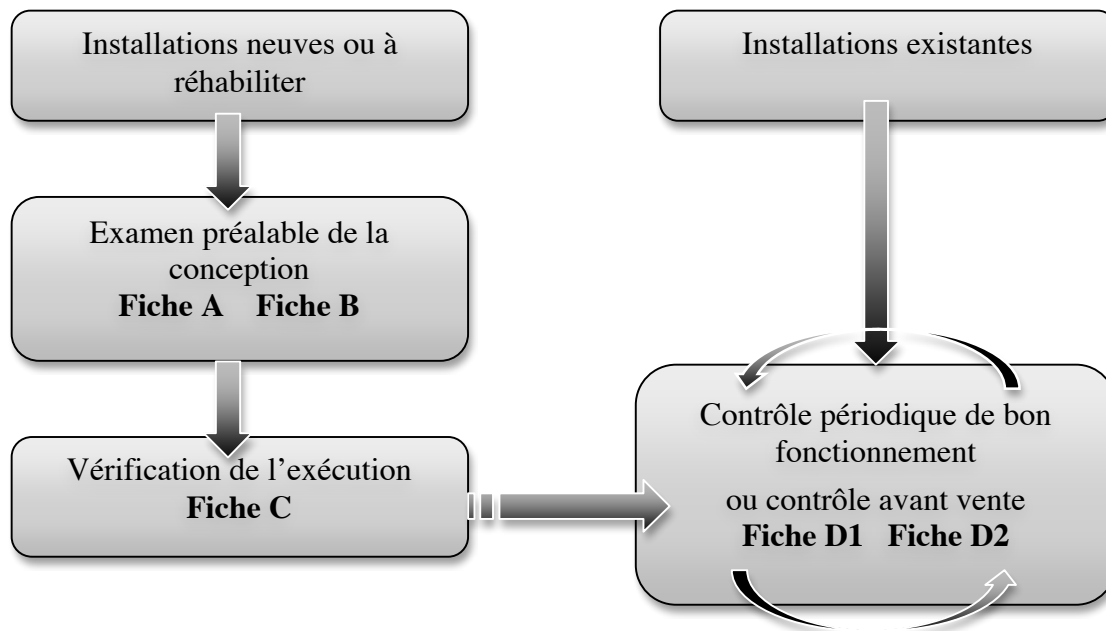 Installations neuves ou à
réhabiliter
Installations existantes
Examen préalable de la
conception
Fiche A Fiche B
Vérification de l’exécution
Fiche C
Contrôle périodique de bon
fonctionnement
ou contrôle avant vente
Fiche D1 Fiche D2